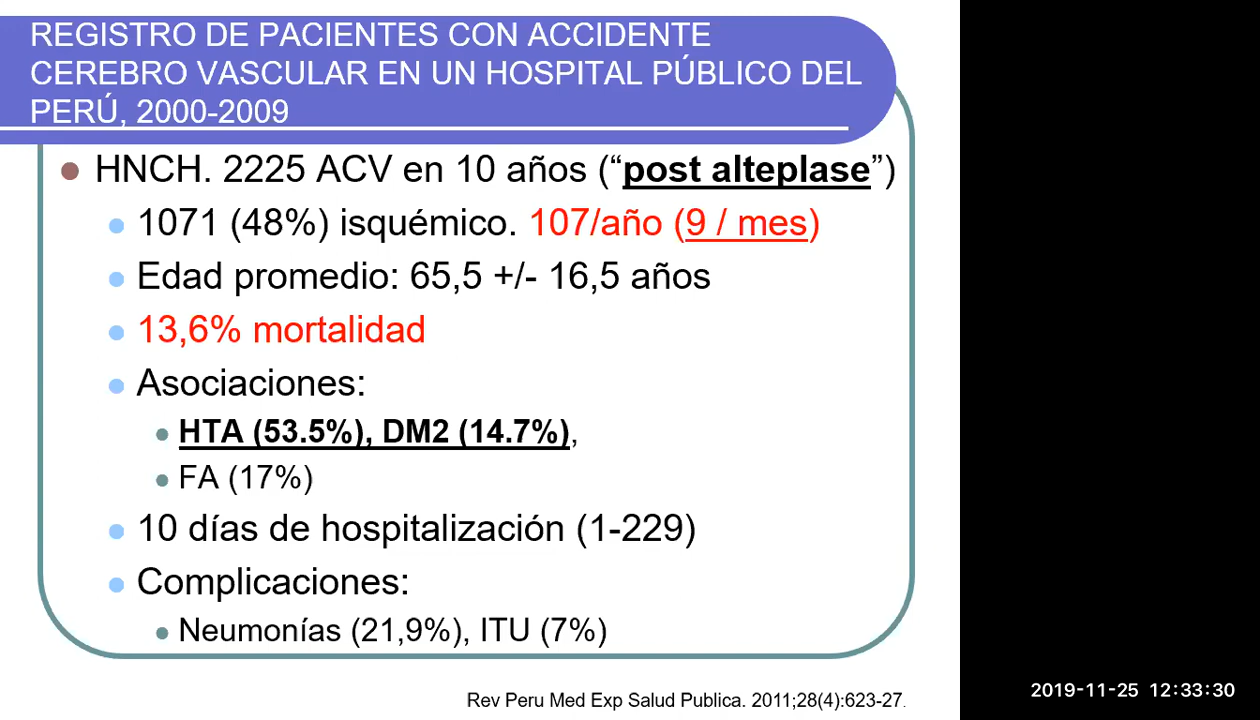 REGISTRO DE PACIENTES CON ACCIDENTE
CEREBRO VASCULAR EN UN HOSPITAL PÚBLICO DEL
PERÚ, 2000-2009
HNCH. 2225 ACV en 10 años (“post alteplase”)
1071 (48%) isquémico. 107/año (9 / mes)
Edad promedio: 65,5 +/- 16,5 años
13,6% mortalidad
Asociaciones:
HTA (53.5%), DM2 (14.7%),
FA (17%)
10 días de hospitalización (1-229)
Complicaciones:
Neumonías (21,9%), ITU (7%)
Rev Peru Med Exp Salud Publica. 2011;28(4):623-27.
2019-11-25 12:33:30